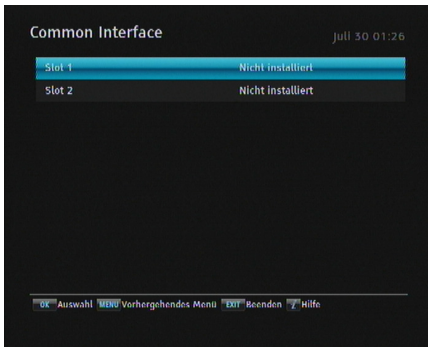 Common Interface
Juli 30 01:26
Slot 1 Nicht installiert
Slot 2 Nicht installiert
OK Auswahl MENU Vorhergehendes Menü EXIT Beenden i Hilfe